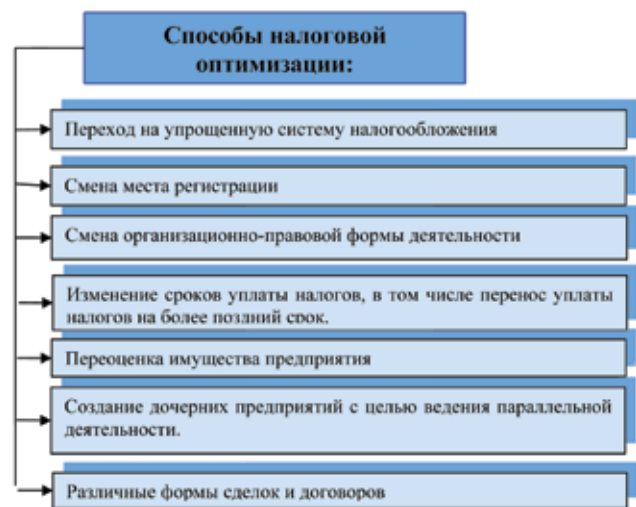 Способы налоговой
оптимизации:
Переход на упрощенную систему налогообложения
Смена места регистрации
Смена организационно-правовой формы деятельности
Изменение сроков уплаты налогов, в том числе перенос уплаты
налогов на более поздний срок.
Переоценка имущества предприятия
Создание дочерних предприятий с целью ведения параллельной
деятельности.
Различные формы сделок и договоров